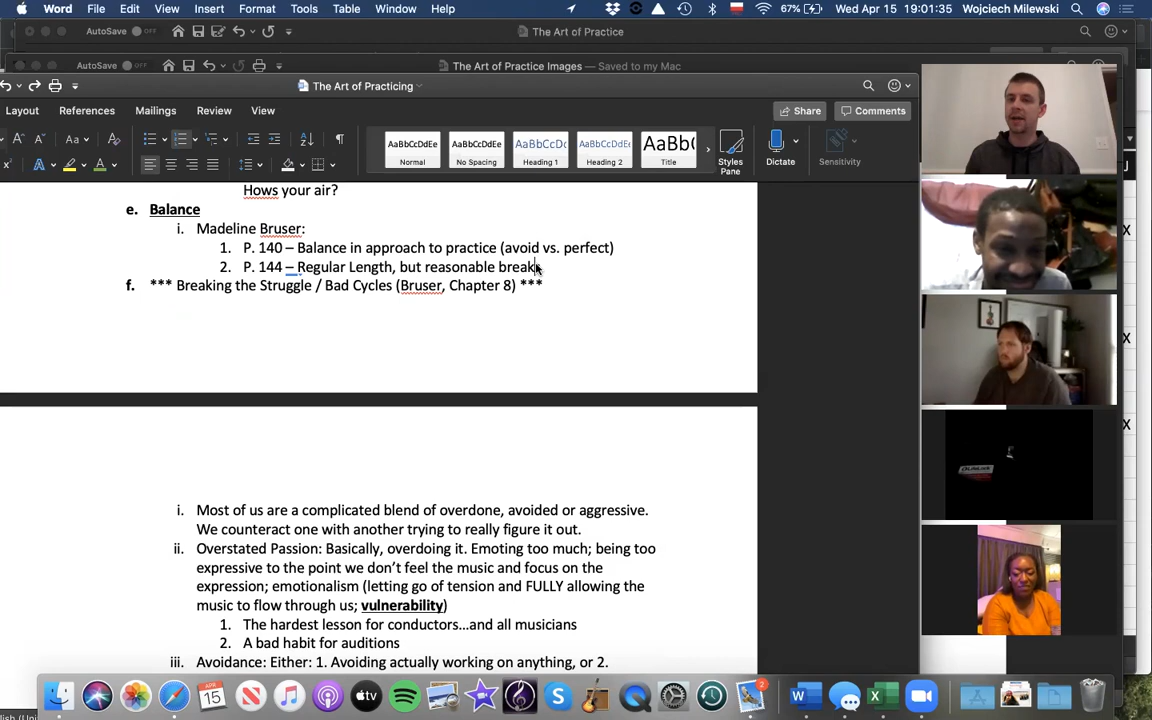 Word File Edit View Insert Format Tools Table Window Help 67% Wed Apr 15 19:01:35 Wojciech Milewski
AutoSave OFF The Art of Practice
AutoSave OFF The Art of Practice Images — Saved to my Mac
The Art of Practicing
Layout References Mailings Review View Share Comments
AaBbCcDdEe AaBbCcDdEe AaBbCcDc AaBbCcDdEe AaBb(
Normal No Spacing Heading 1 Heading 2 Title Styles Pane Dictate Sensitivity
Hows your air?
e. Balance
i. Madeline Bruser:
1. P. 140 – Balance in approach to practice (avoid vs. perfect)
2. P. 144 – Regular Length, but reasonable breaks
f. *** Breaking the Struggle / Bad Cycles (Bruser, Chapter 8) ***
i. Most of us are a complicated blend of overdone, avoided or aggressive.
We counteract one with another trying to really figure it out.
ii. Overstated Passion: Basically, overdoing it. Emoting too much; being too
expressive to the point we don't feel the music and focus on the
expression; emotionalism (letting go of tension and FULLY allowing the
music to flow through us; vulnerability)
1. The hardest lesson for conductors...and all musicians
2. A bad habit for auditions
iii. Avoidance: Either: 1. Avoiding actually working on anything, or 2.
APR
15
tv
2